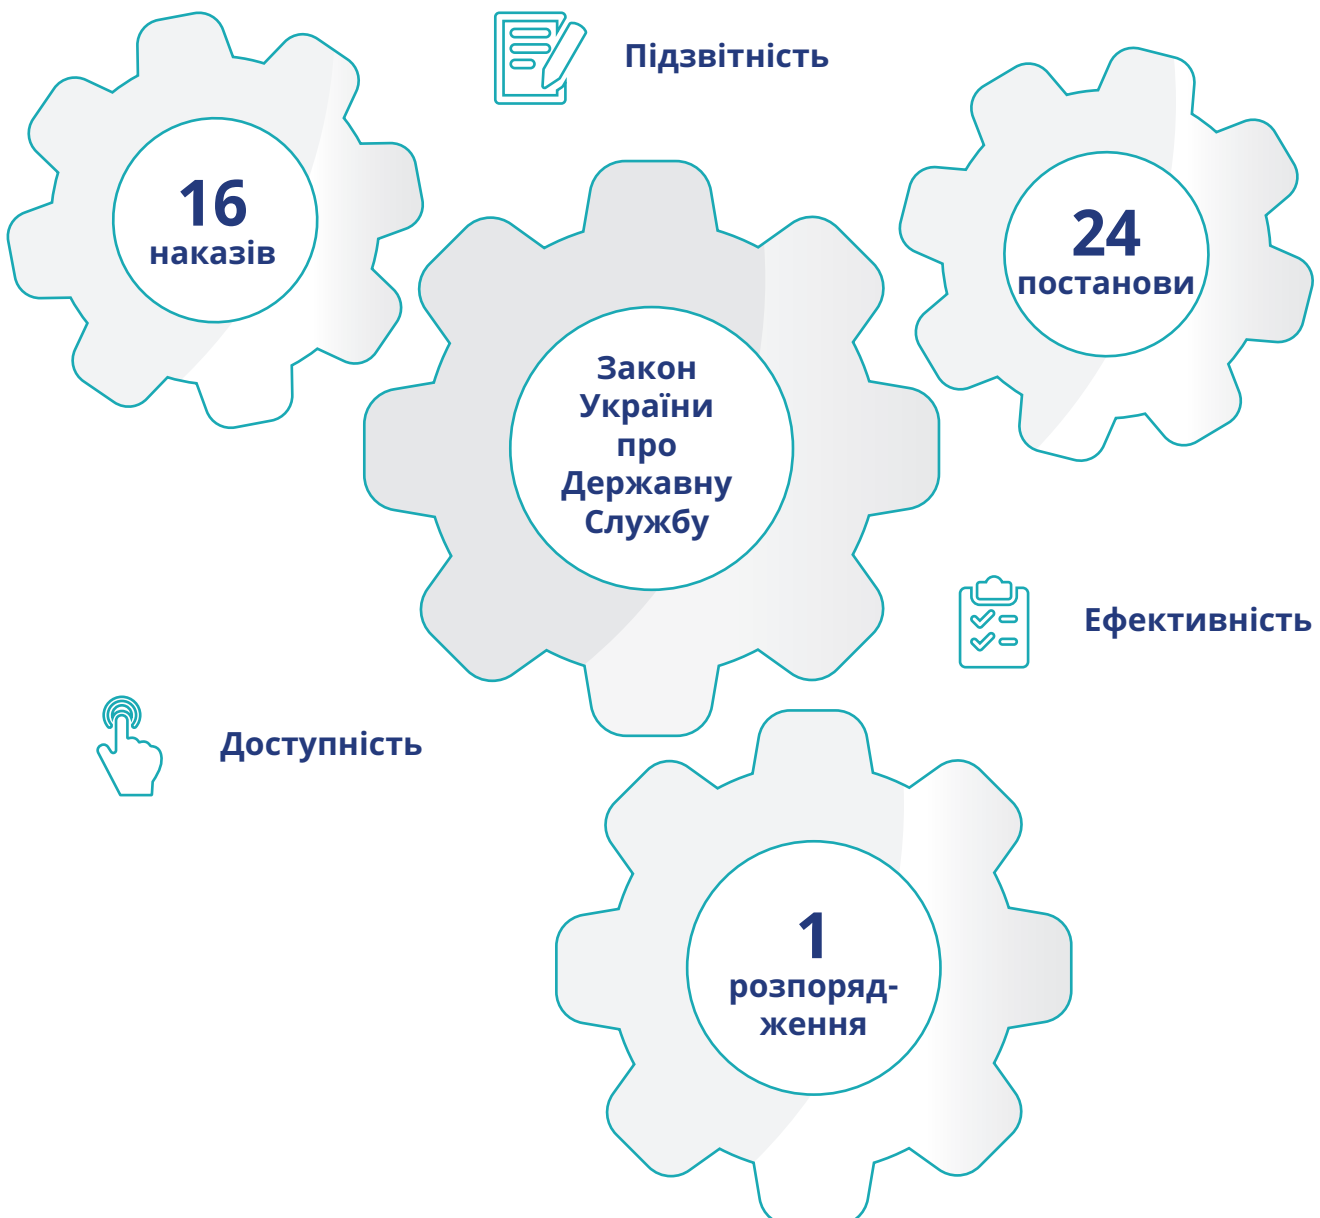 Підзвітність
16
наказів
24
постанови
Закон
України
про
Державну
Службу
Ефективність
Доступність
1
розпоряд-
ження